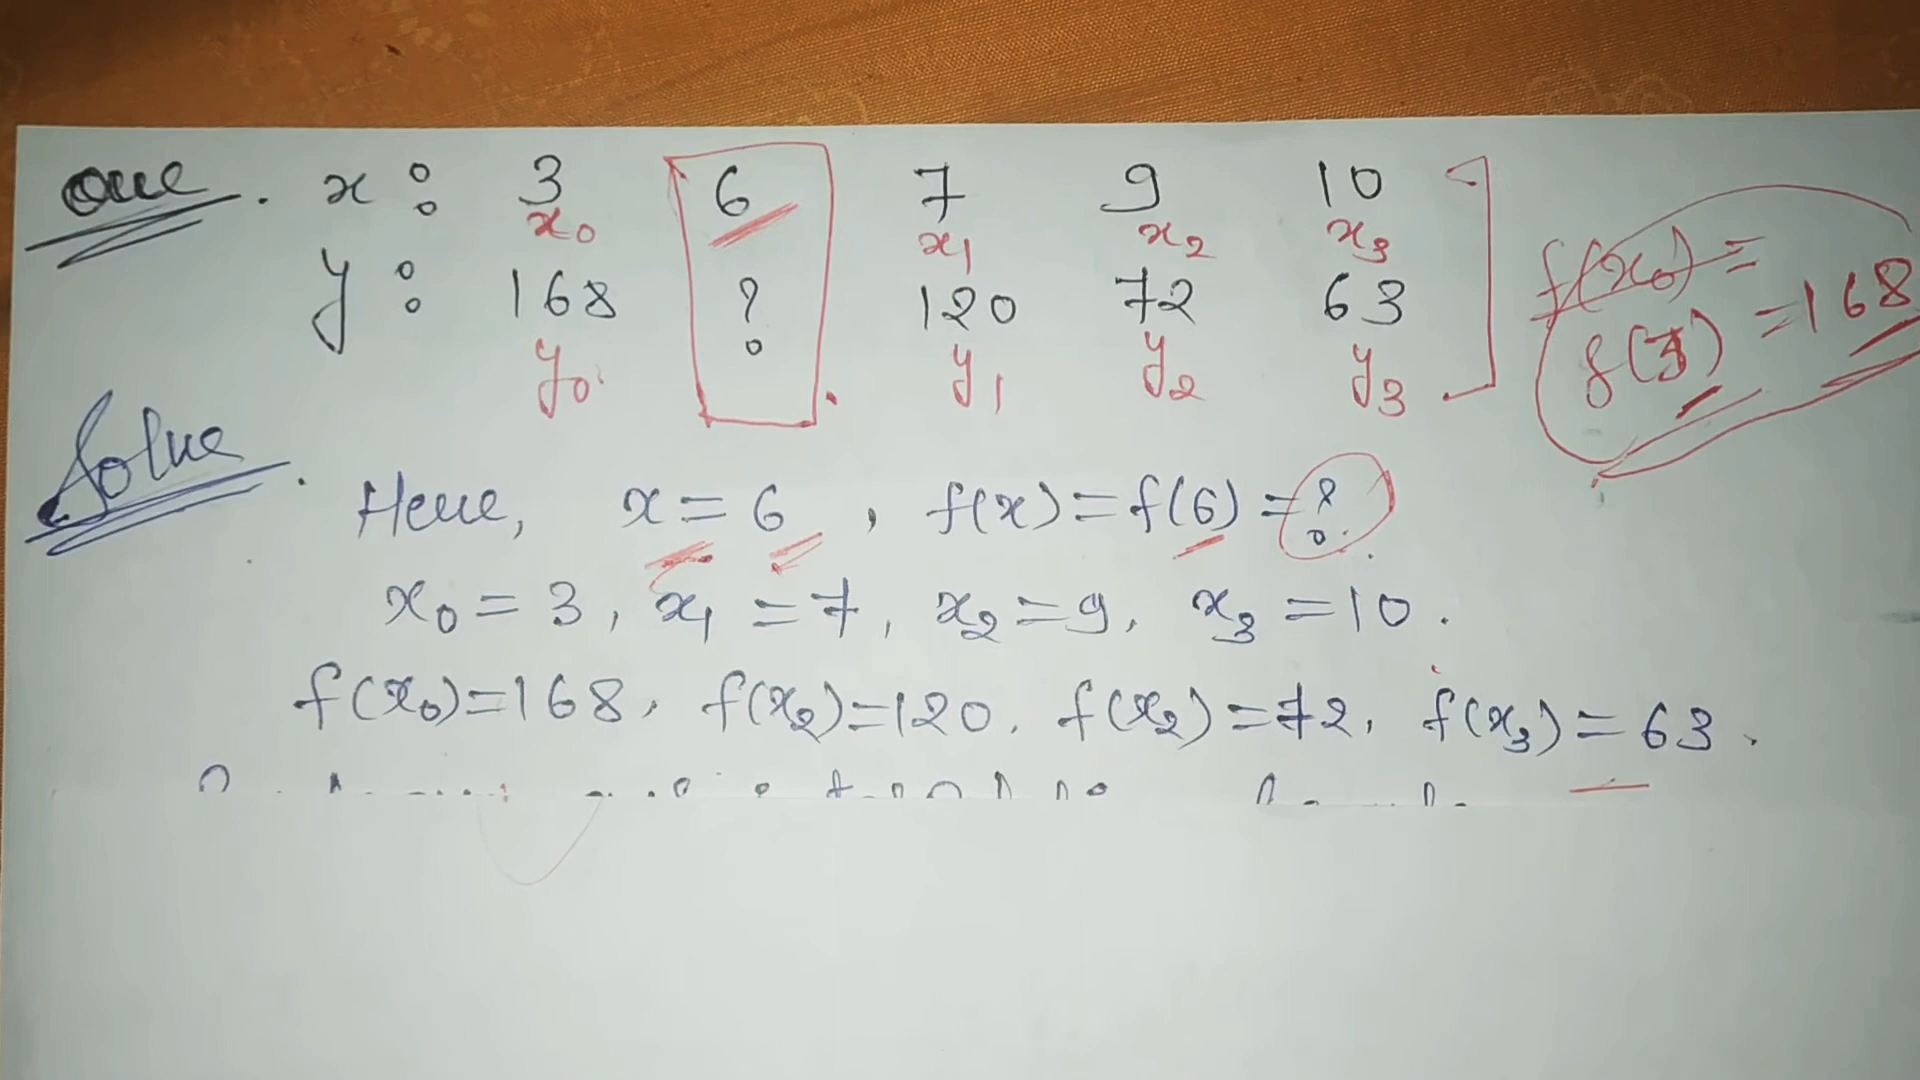 Que. x : 3 6 7 9 10
x₀ x₁ x₂ x₃
y : 168 ? 120 72 63
y₀ y₁ y₂ y₃
f(x₀) =
f(3) = 168
Solve.
Here, x = 6, f(x) = f(6) = ?
x₀ = 3, x₁ = 7, x₂ = 9, x₃ = 10.
f(x₀) = 168, f(x₂) = 120, f(x₂) = 72, f(x₃) = 63.